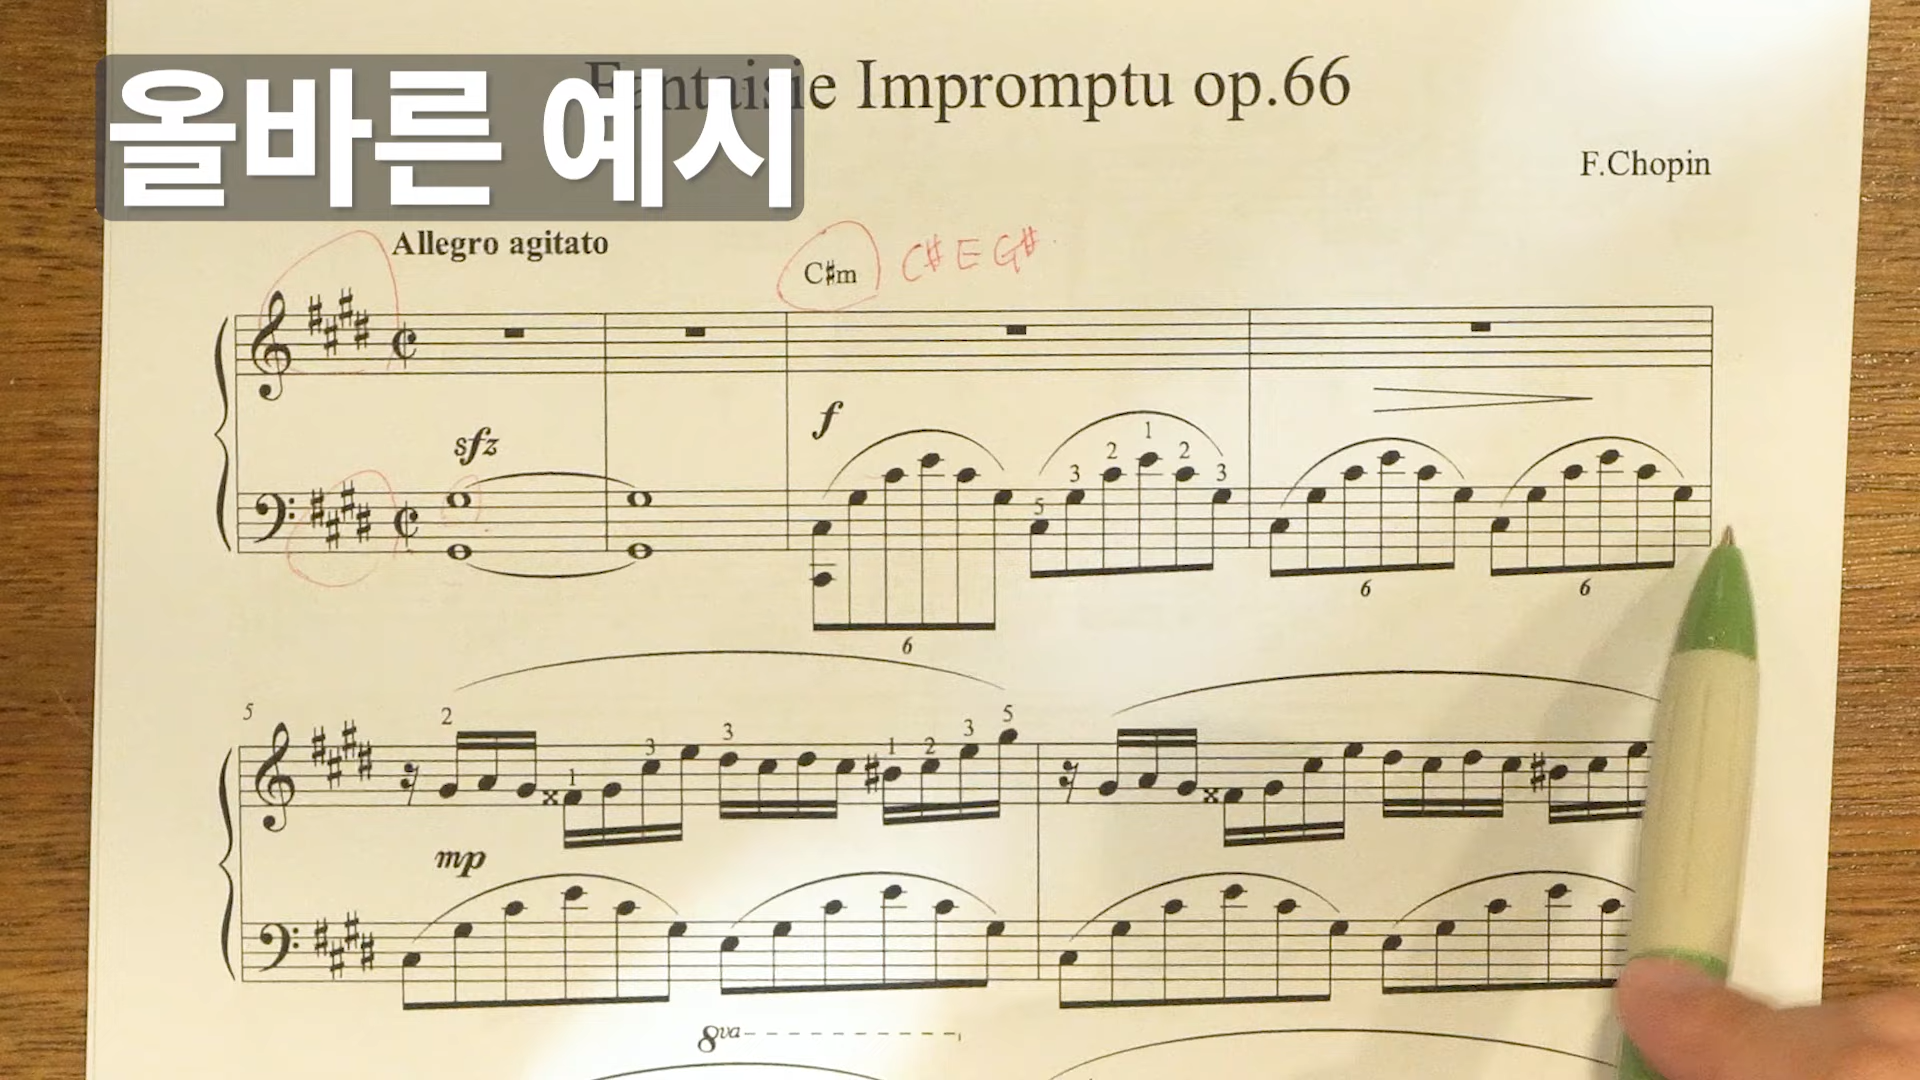 올바른 예시
Fantaisie Impromptu op.66
F.Chopin
Allegro agitato
C♯m C# E G#
sfz
f
1
2 2
3 3
5
6 6
6
5
2 3 3 1 2 3 5
1
mp
8va